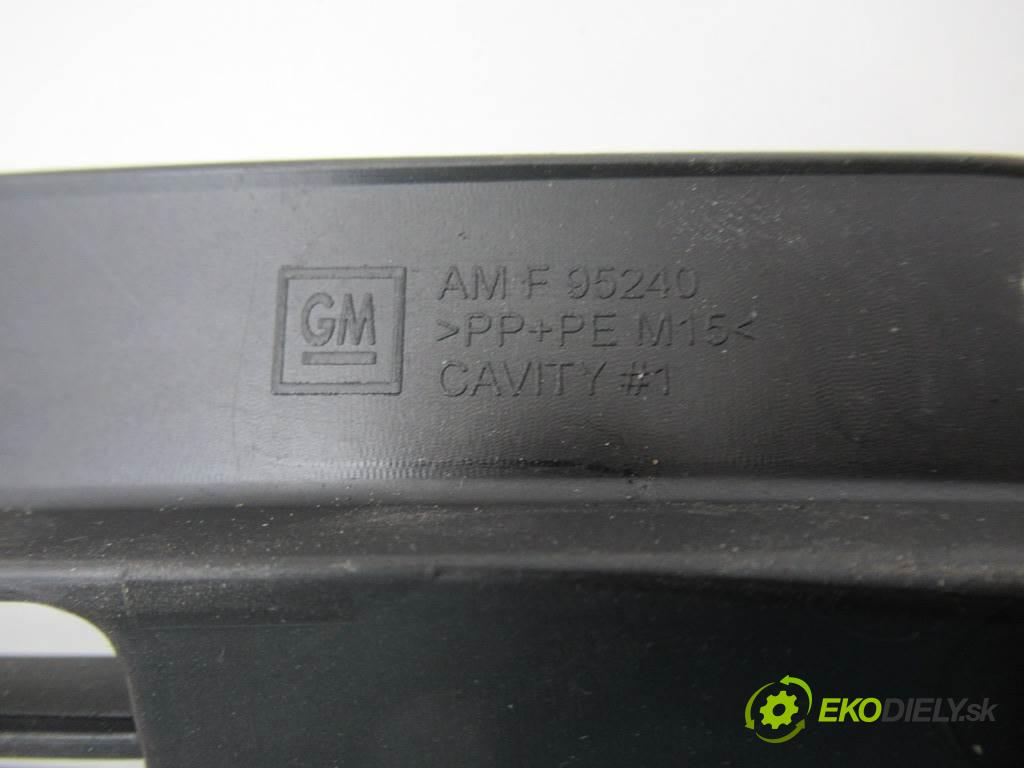 GM
AM F 95240
>PP+PE M15<
CAVITY #1
EKODIELY.sk